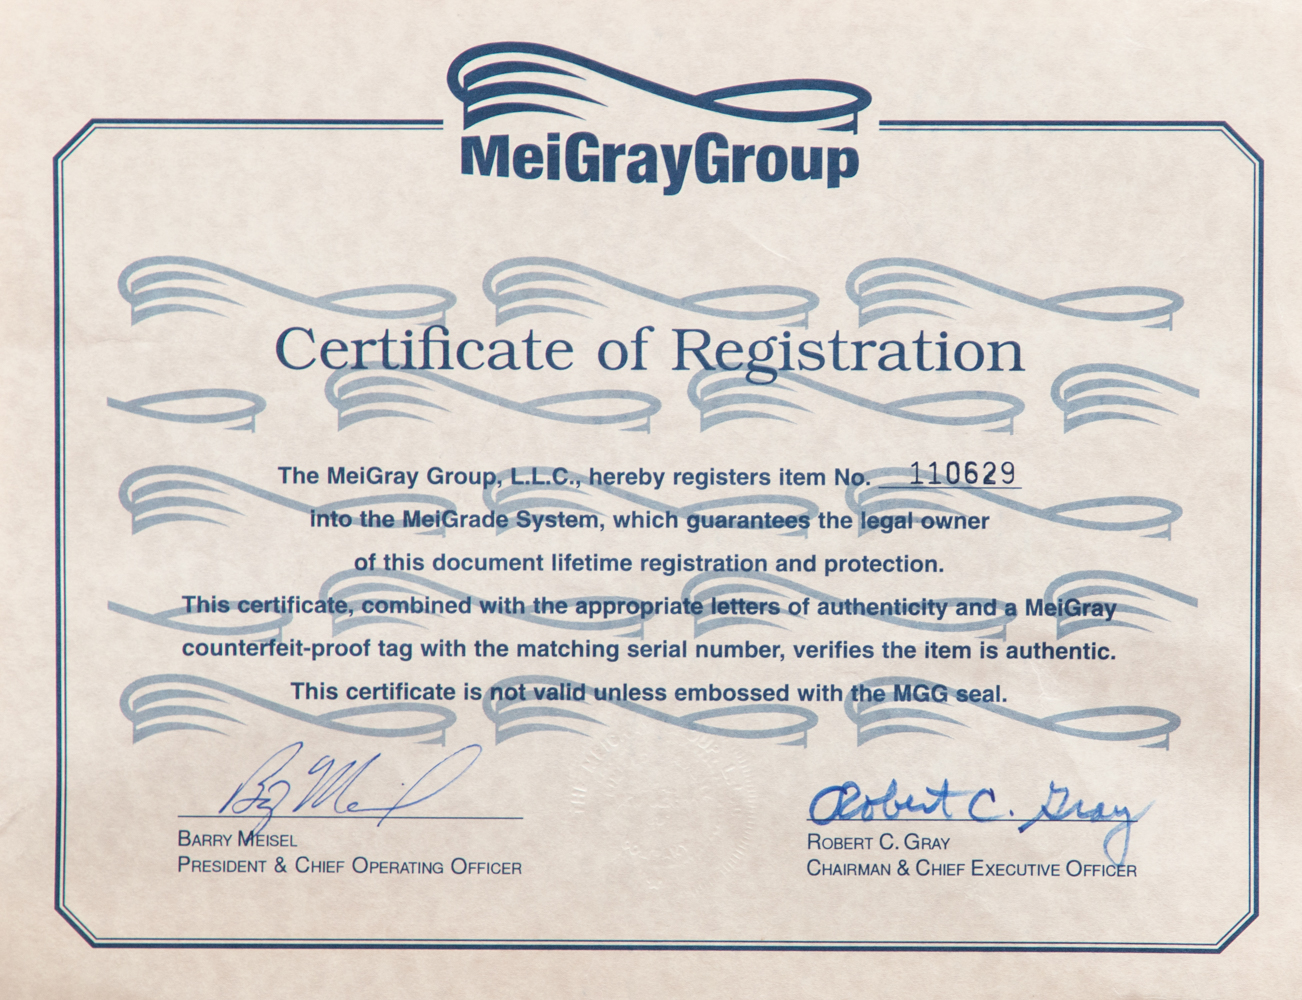 MeiGrayGroup
Certificate of Registration
The MeiGray Group, L.L.C., hereby registers item No. 110629
into the MeiGrade System, which guarantees the legal owner
of this document lifetime registration and protection.
This certificate, combined with the appropriate letters of authenticity and a MeiGray
counterfeit-proof tag with the matching serial number, verifies the item is authentic.
This certificate is not valid unless embossed with the MGG seal.
Robert C. Gray
BARRY MEISEL
PRESIDENT & CHIEF OPERATING OFFICER
ROBERT C. GRAY
CHAIRMAN & CHIEF EXECUTIVE OFFICER